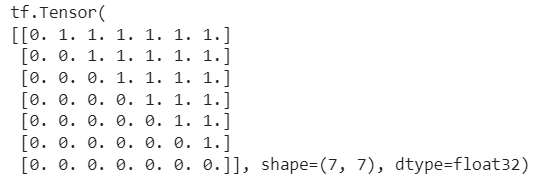 tf.Tensor(
[[0. 1. 1. 1. 1. 1. 1.]
 [0. 0. 1. 1. 1. 1. 1.]
 [0. 0. 0. 1. 1. 1. 1.]
 [0. 0. 0. 0. 1. 1. 1.]
 [0. 0. 0. 0. 0. 1. 1.]
 [0. 0. 0. 0. 0. 0. 1.]
 [0. 0. 0. 0. 0. 0. 0.]], shape=(7, 7), dtype=float32)